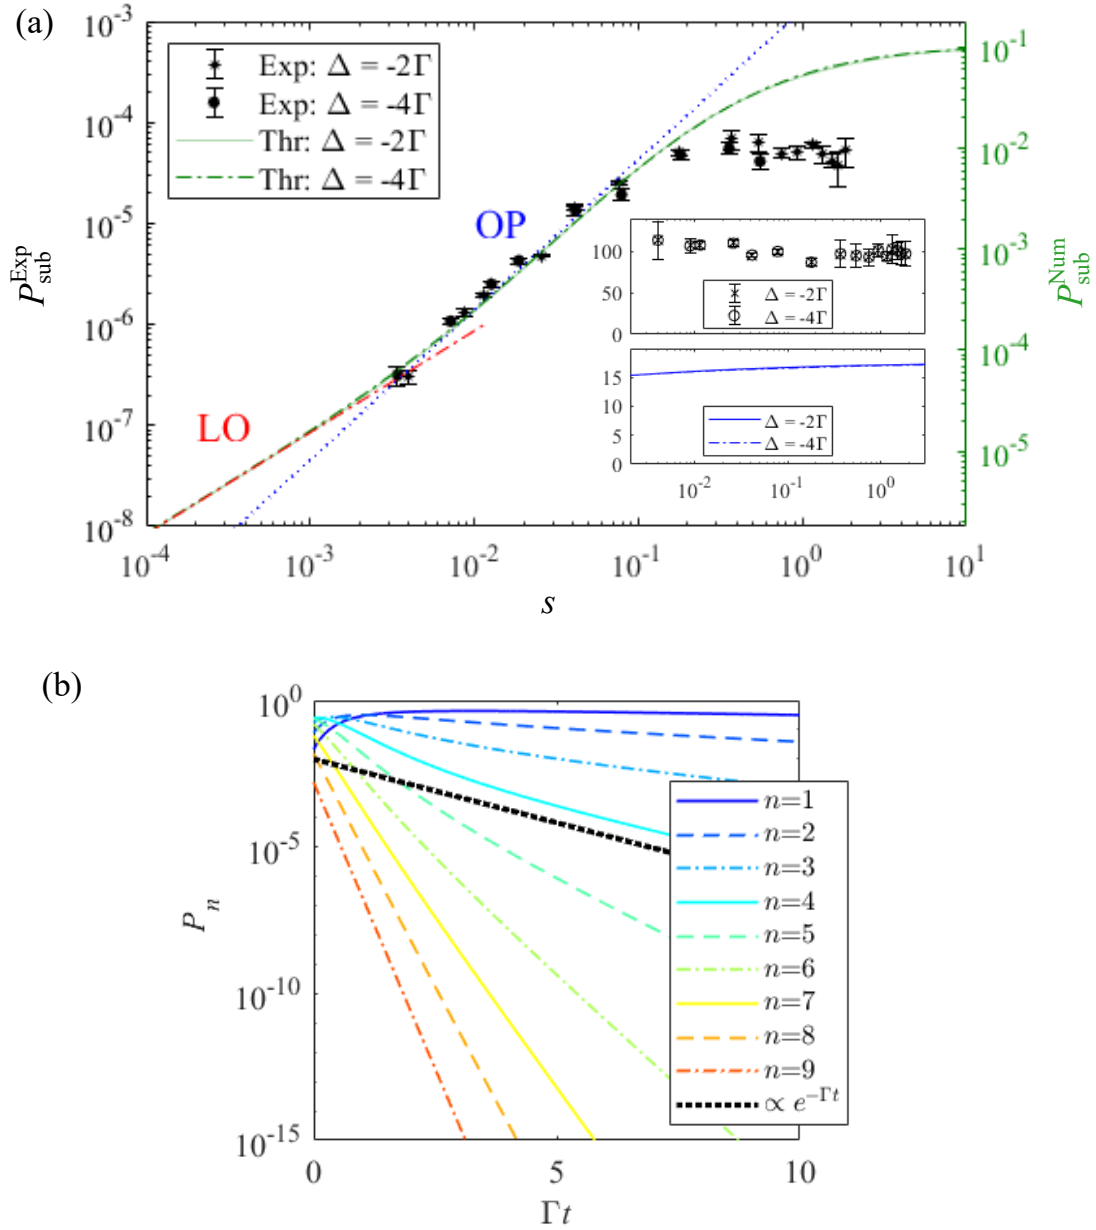 (a)
10^-3
10^-4
10^-5
10^-6
10^-7
10^-8
P_sub^Exp
Exp: Δ = -2Γ
Exp: Δ = -4Γ
Thr: Δ = -2Γ
Thr: Δ = -4Γ
OP
LO
100
50
0
Δ = -2Γ
Δ = -4Γ
15
10
5
0
Δ = -2Γ
Δ = -4Γ
10^-2 10^-1 10^0
10^-1
10^-2
10^-3
10^-4
10^-5
P_sub^Num
10^-4 10^-3 10^-2 10^-1 10^0 10^1
s
(b)
10^0
10^-5
10^-10
10^-15
P_n
n=1
n=2
n=3
n=4
n=5
n=6
n=7
n=8
n=9
∝ e^-Γt
0 5 10
Γt